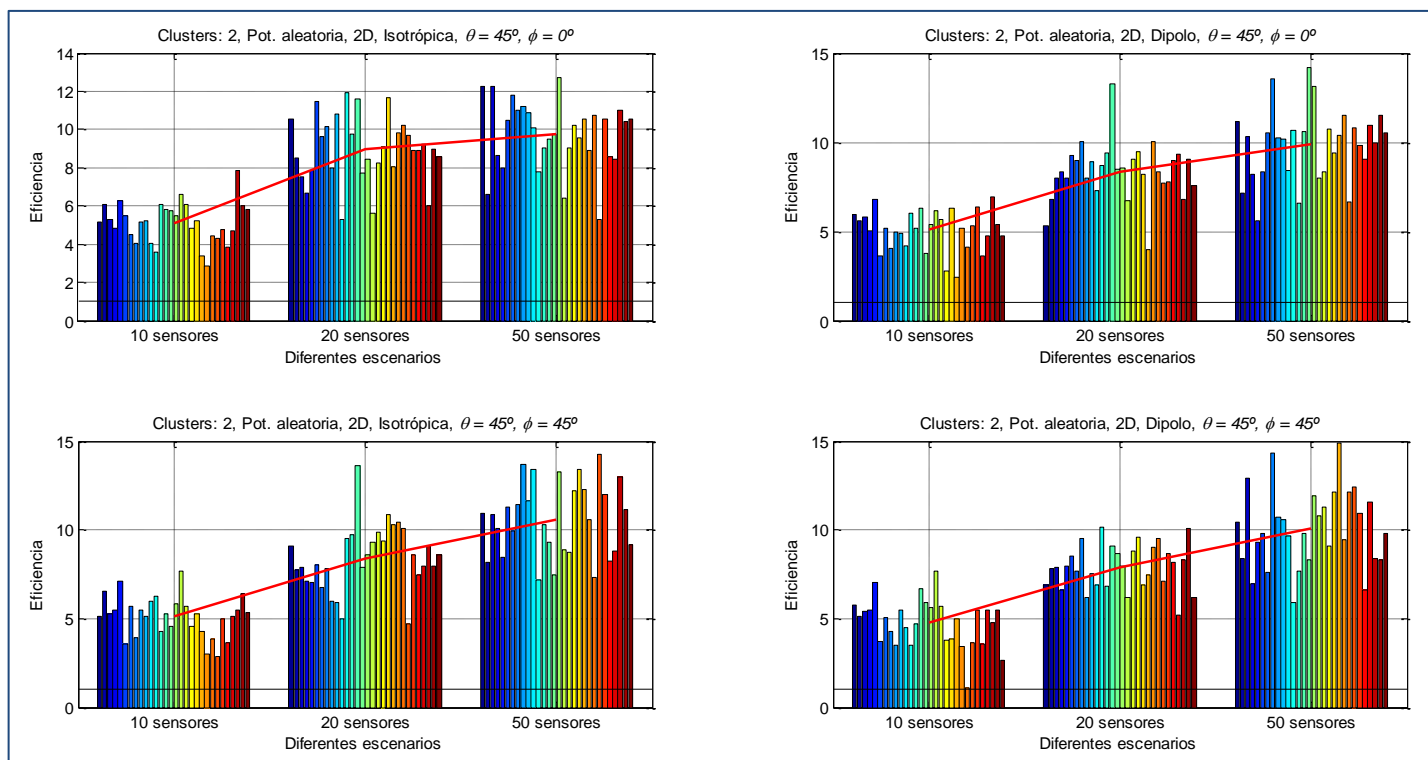 Clusters: 2, Pot. aleatoria, 2D, Isotrópica, θ = 45º, ϕ = 0º
14
12
10
8
6
4
2
0
Eficiencia
10 sensores 20 sensores 50 sensores
Diferentes escenarios
Clusters: 2, Pot. aleatoria, 2D, Dipolo, θ = 45º, ϕ = 0º
15
10
5
0
Eficiencia
10 sensores 20 sensores 50 sensores
Diferentes escenarios
Clusters: 2, Pot. aleatoria, 2D, Isotrópica, θ = 45º, ϕ = 45º
15
10
5
0
Eficiencia
10 sensores 20 sensores 50 sensores
Diferentes escenarios
Clusters: 2, Pot. aleatoria, 2D, Dipolo, θ = 45º, ϕ = 45º
15
10
5
0
Eficiencia
10 sensores 20 sensores 50 sensores
Diferentes escenarios